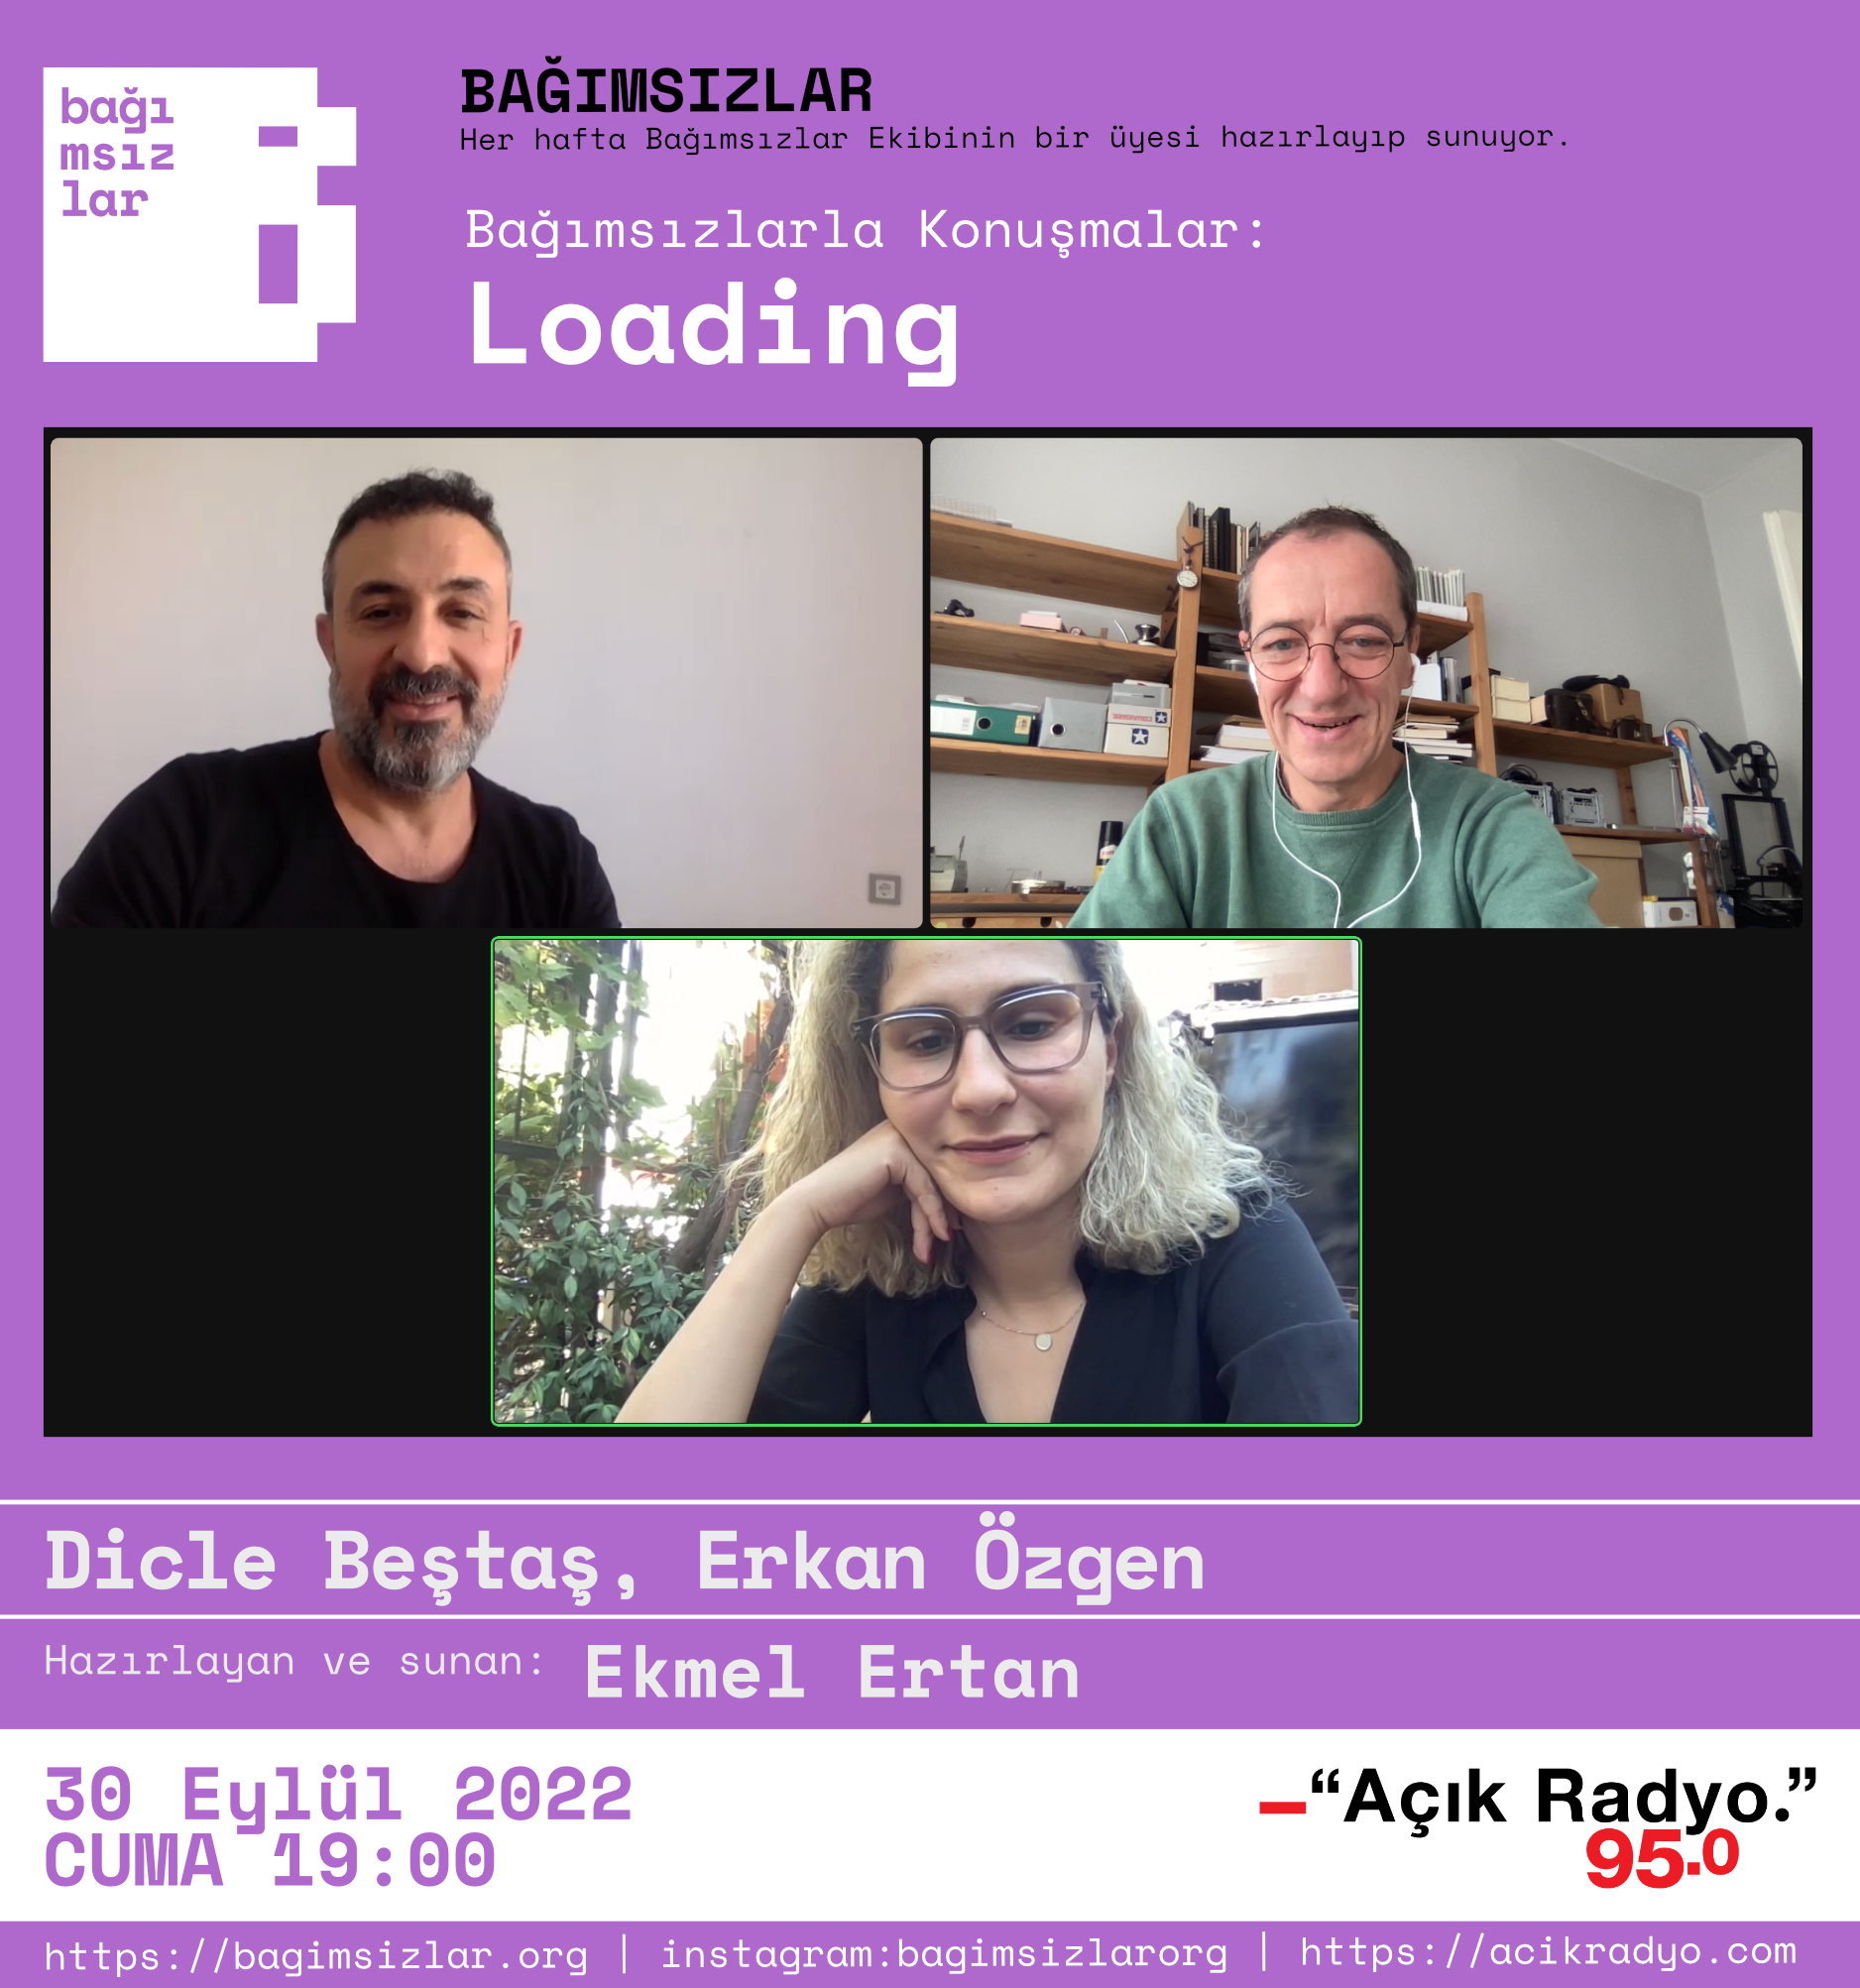 bağı
msız
lar
BAĞIMSIZLAR
Her hafta Bağımsızlar Ekibinin bir üyesi hazırlayıp sunuyor.
Bağımsızlarla Konuşmalar:
Loading
Dicle Beştaş, Erkan Özgen
Hazırlayan ve sunan: Ekmel Ertan
30 Eylül 2022
CUMA 19:00
–“Açık Radyo.”
95.0
https://bagimsizlar.org | instagram:bagimsizlarorg | https://acikradyo.com